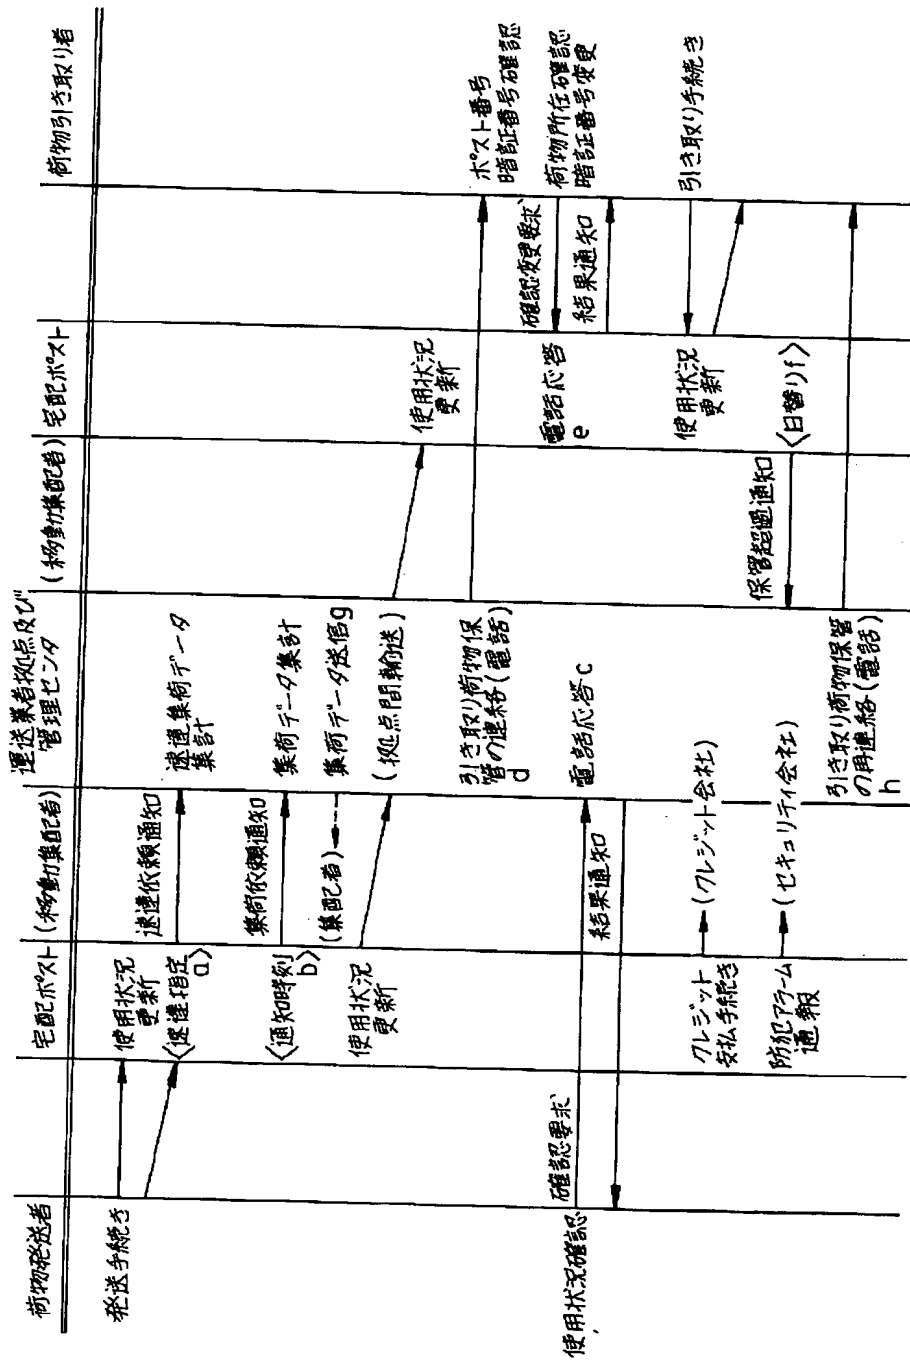 荷物発送者
宅配ポスト
(移動集配者)
運送業者拠点及び
管理センタ
(移動集配者)
宅配ポスト
荷物引き取り者
発送手続き
使用状況
更新
〈速達指定
a〉
速達依頼通知
速達集荷データ
集計
〈通知時刻
b〉
集荷依頼通知
集荷データ集計
(集配者)
集荷データ送信g
使用状況
更新
(拠点間輸送)
使用状況
更新
引き取り荷物保
管の連絡(電話)
d
ポスト番号
暗証番号確認
使用状況確認
確認要求
電話応答c
結果通知
電話応答
e
確認変更要求
結果通知
荷物所在確認
暗証番号変更
クレジット
支払手続き
(クレジット会社)
使用状況
更新
引き取り手続き
防犯アラーム
通報
(セキュリティ会社)
保管超過通知
〈日替りf〉
引き取り荷物保管
の再連絡(電話)
h